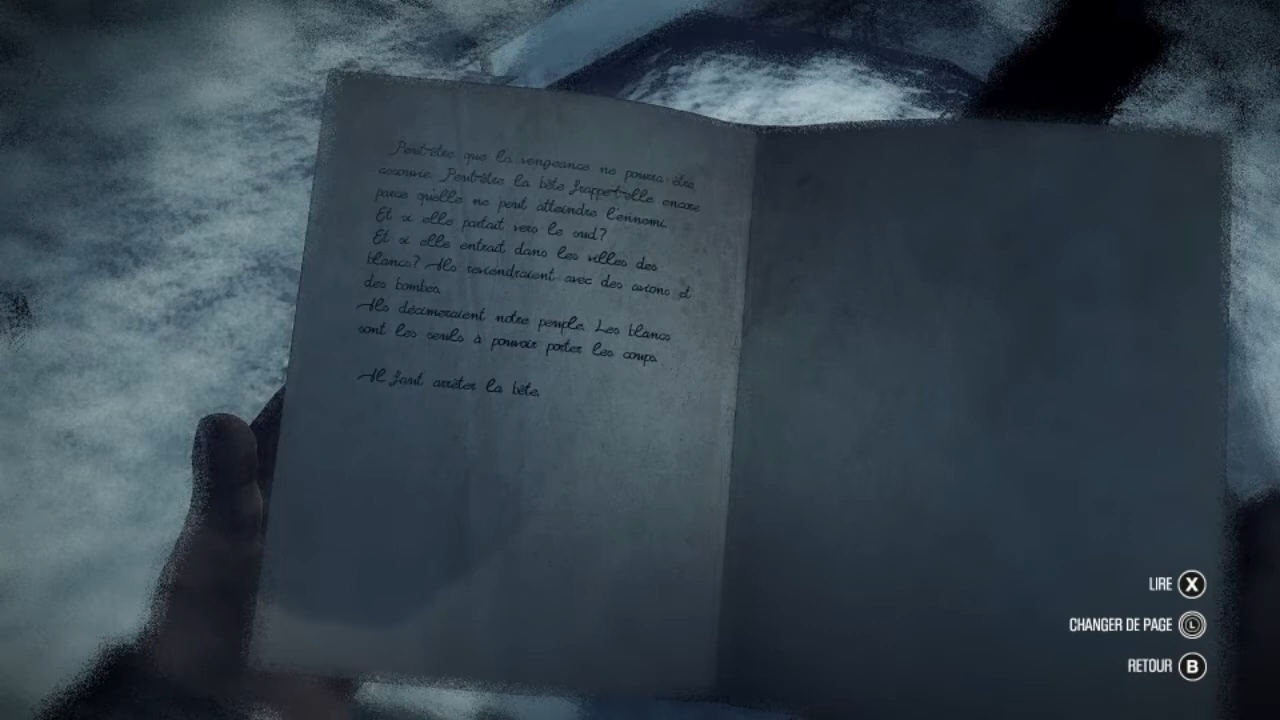 Peut-être que la vengeance ne pourra être
assouvie. Peut-être la bête frappe-t-elle encore
parce qu'elle ne peut atteindre l'ennemi.
Et si elle partait vers le sud?
Et si elle entrait dans les villes des
blancs? Ils reviendraient avec des avions et
des bombes.
Ils décimeraient notre peuple. Les blancs
sont les seuls à pouvoir porter les coups.
Il faut arrêter la bête.
LIRE X
CHANGER DE PAGE L
RETOUR B